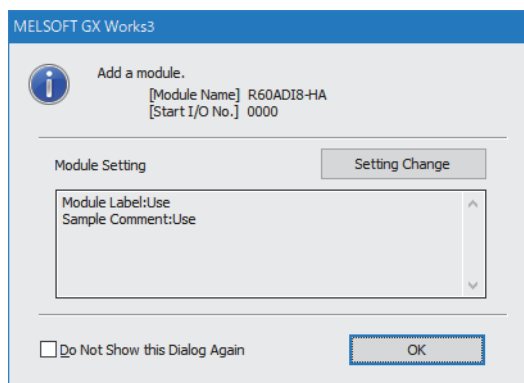 MELSOFT GX Works3
Add a module.
[Module Name] R60ADI8-HA
[Start I/O No.] 0000
Module Setting
Setting Change
Module Label:Use
Sample Comment:Use
Do Not Show this Dialog Again
OK